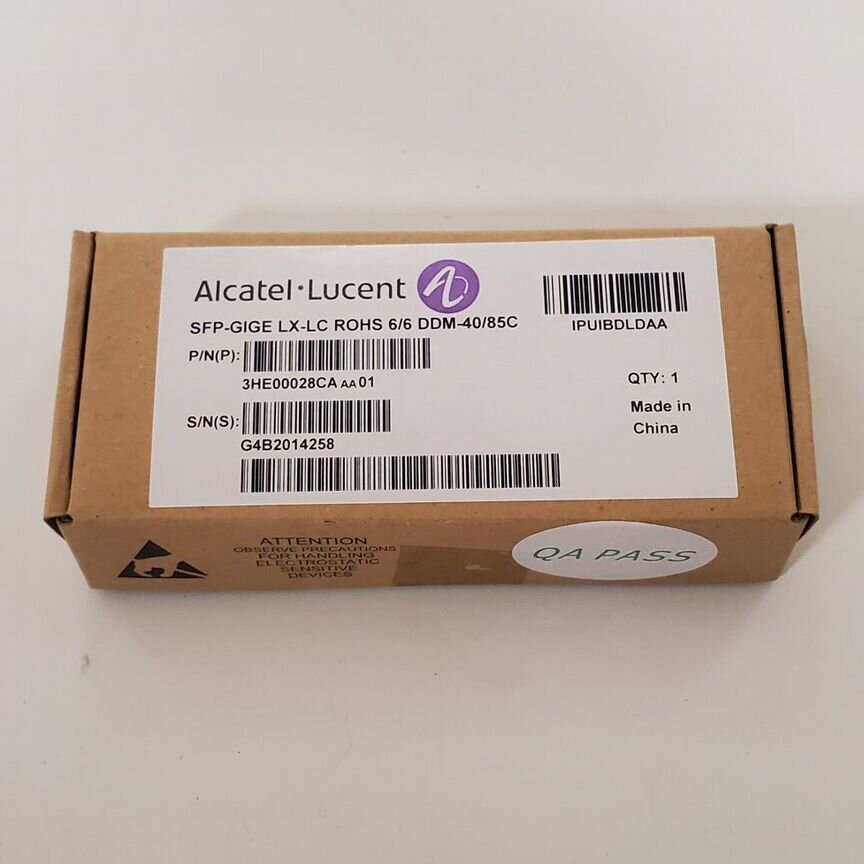 Alcatel·Lucent
SFP-GIGE LX-LC ROHS 6/6 DDM-40/85C
IPUIBDLDAA
P/N(P):
3HE00028CA AA 01
QTY: 1
S/N(S):
Made in
China
G4B2014258
ATTENTION
OBSERVE PRECAUTIONS
FOR HANDLING
ELECTROSTATIC
SENSITIVE
DEVICES
QA PASS